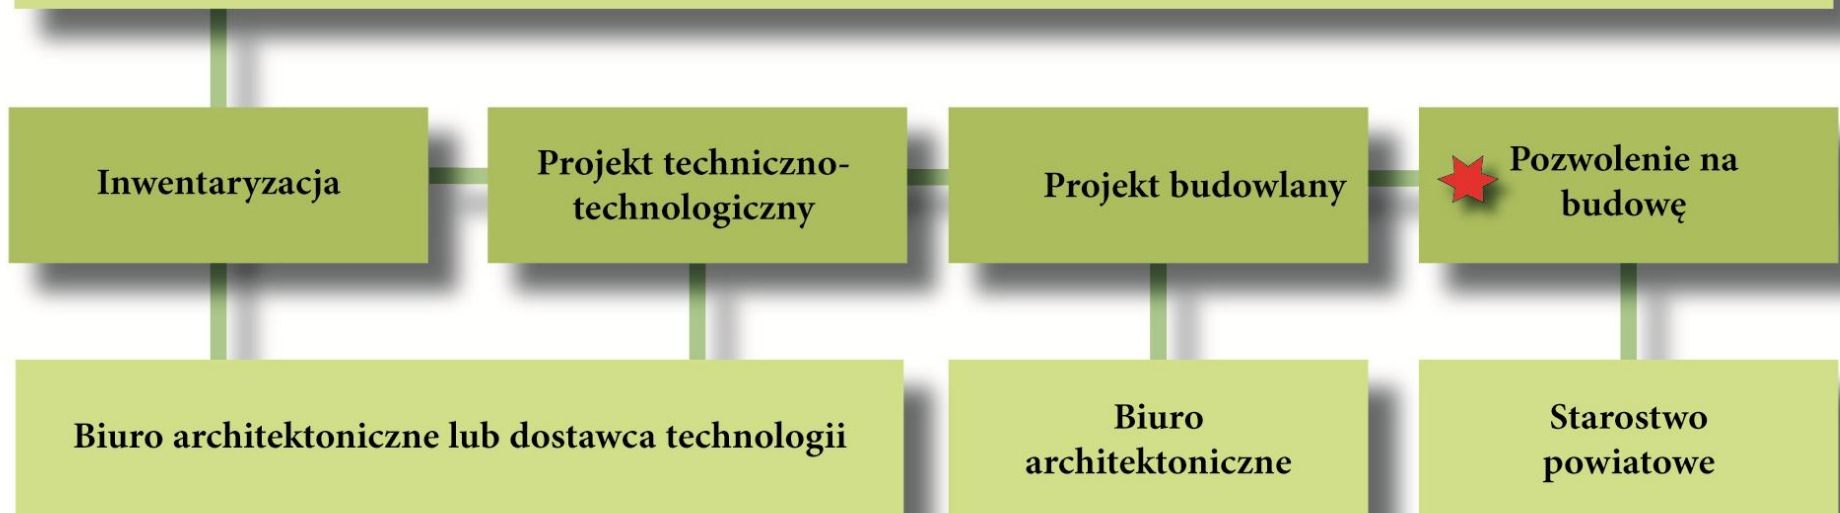 Inwentaryzacja
Projekt techniczno-
technologiczny
Projekt budowlany
Pozwolenie na
budowę
Biuro architektoniczne lub dostawca technologii
Biuro
architektoniczne
Starostwo
powiatowe